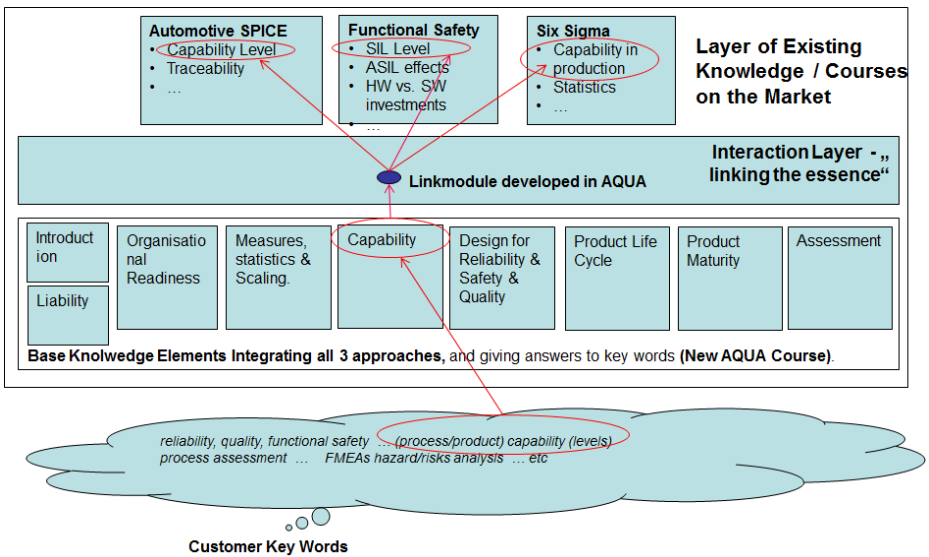 Automotive SPICE
• Capability Level
• Traceability
• …
Functional Safety
• SIL Level
• ASIL effects
• HW vs. SW
investments
• …
Six Sigma
• Capability in
production
• Statistics
• …
Layer of Existing
Knowledge / Courses
on the Market
Interaction Layer - „
linking the essence“
Linkmodule developed in AQUA
Introduct
ion
Liability
Organisatio
nal
Readiness
Measures,
statistics &
Scaling.
Capability
Design for
Reliability &
Safety &
Quality
Product Life
Cycle
Product
Maturity
Assessment
Base Knolwedge Elements Integrating all 3 approaches, and giving answers to key words (New AQUA Course).
reliability, quality, functional safety … (process/product) capability (levels)
process assessment … FMEAs hazard/risks analysis … etc
Customer Key Words